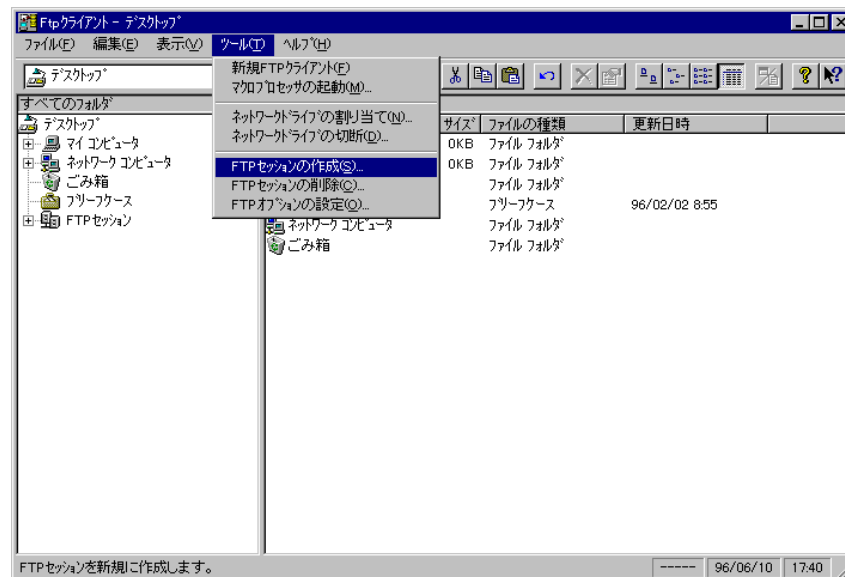 Ftpｸﾗｲｱﾝﾄ - ﾃﾞｽｸﾄｯﾌﾟ
ﾌｧｲﾙ(F) 編集(E) 表示(V) ﾂｰﾙ(T) ﾍﾙﾌﾟ(H)
ﾃﾞｽｸﾄｯﾌﾟ
新規FTPｸﾗｲｱﾝﾄ(F)
ﾏｸﾛﾌﾟﾛｾｯｻの起動(M)...
ﾈｯﾄﾜｰｸﾄﾞﾗｲﾌﾞの割り当て(N)...
ﾈｯﾄﾜｰｸﾄﾞﾗｲﾌﾞの切断(D)...
FTPｾｯｼｮﾝの作成(S)...
FTPｾｯｼｮﾝの削除(C)...
FTPｵﾌﾟｼｮﾝの設定(O)...
すべてのﾌｫﾙﾀﾞ
ﾃﾞｽｸﾄｯﾌﾟ
ﾏｲ ｺﾝﾋﾟｭｰﾀ
ﾈｯﾄﾜｰｸ ｺﾝﾋﾟｭｰﾀ
ごみ箱
ﾌﾞﾘｰﾌｹｰｽ
FTPｾｯｼｮﾝ
ｻｲｽﾞ ﾌｧｲﾙの種類 更新日時
0KB ﾌｧｲﾙ ﾌｫﾙﾀﾞ
0KB ﾌｧｲﾙ ﾌｫﾙﾀﾞ
ﾌｧｲﾙ ﾌｫﾙﾀﾞ
ﾌﾞﾘｰﾌｹｰｽ 96/02/02 8:55
ﾈｯﾄﾜｰｸ ｺﾝﾋﾟｭｰﾀ ﾌｧｲﾙ ﾌｫﾙﾀﾞ
ごみ箱 ﾌｧｲﾙ ﾌｫﾙﾀﾞ
FTPｾｯｼｮﾝを新規に作成します。 ----- 96/06/10 17:40